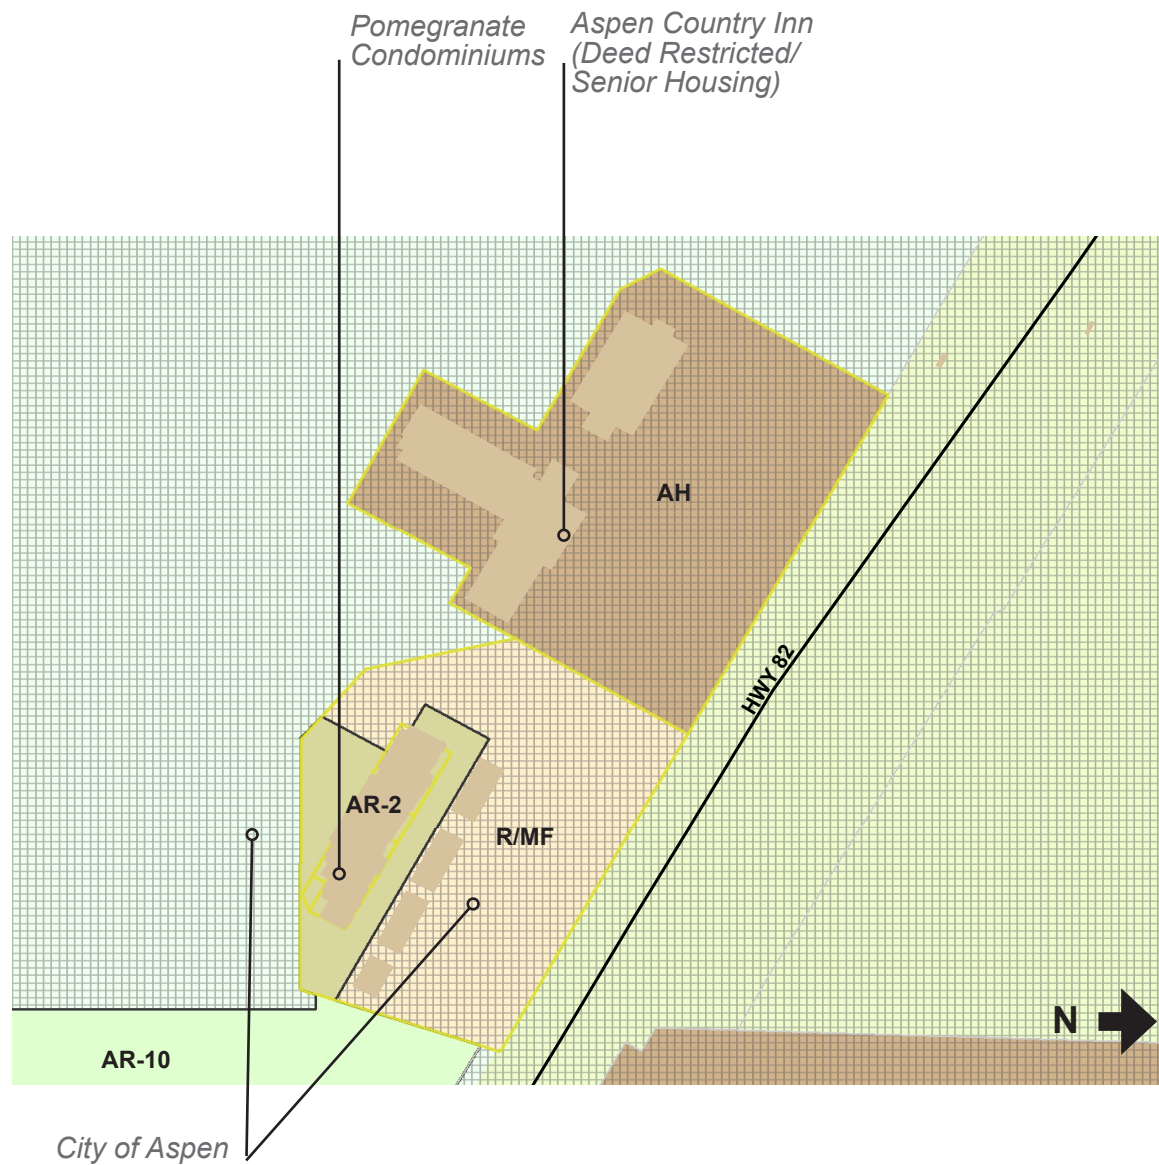 Pomegranate
Condominiums
Aspen Country Inn
(Deed Restricted/
Senior Housing)
AH
HWY 82
AR-2
R/MF
N
AR-10
City of Aspen